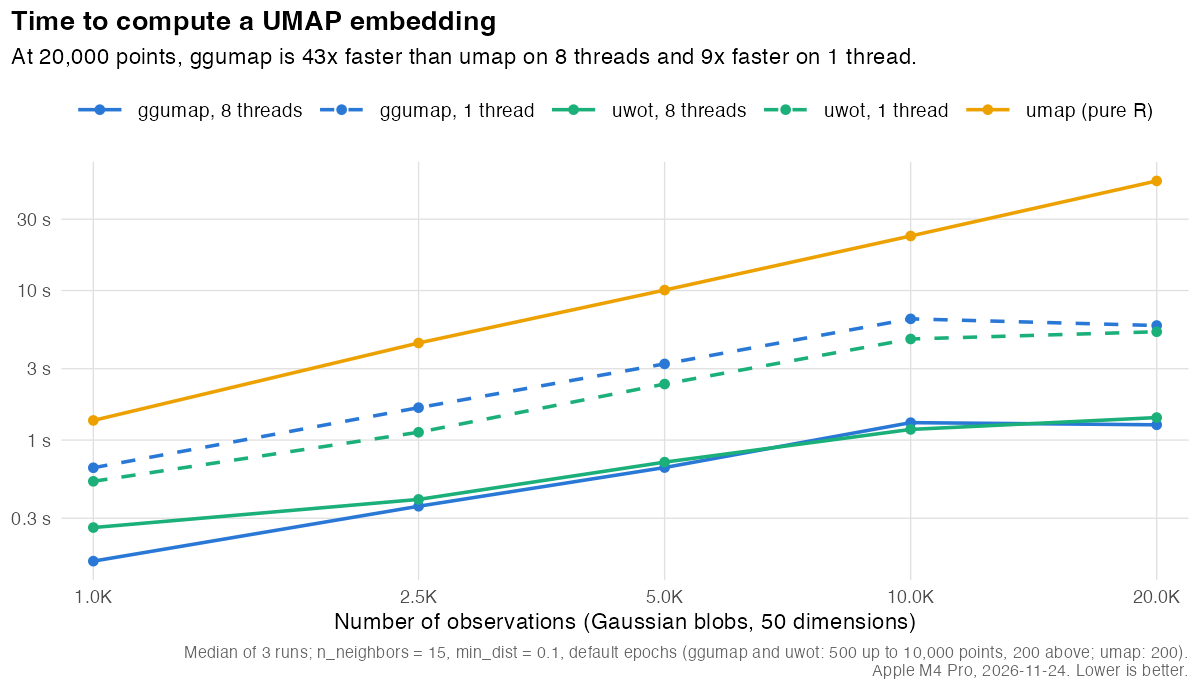 Time to compute a UMAP embedding
At 20,000 points, ggumap is 43x faster than umap on 8 threads and 9x faster on 1 thread.
ggumap, 8 threads ggumap, 1 thread uwot, 8 threads uwot, 1 thread umap (pure R)
30 s
10 s
3 s
1 s
0.3 s
1.0K 2.5K 5.0K 10.0K 20.0K
Number of observations (Gaussian blobs, 50 dimensions)
Median of 3 runs; n_neighbors = 15, min_dist = 0.1, default epochs (ggumap and uwot: 500 up to 10,000 points, 200 above; umap: 200).
Apple M4 Pro, 2026-11-24. Lower is better.